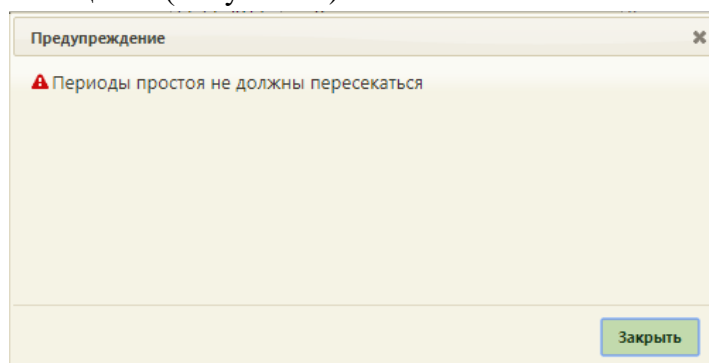 Предупреждение
Периоды простоя не должны пересекаться
Закрыть